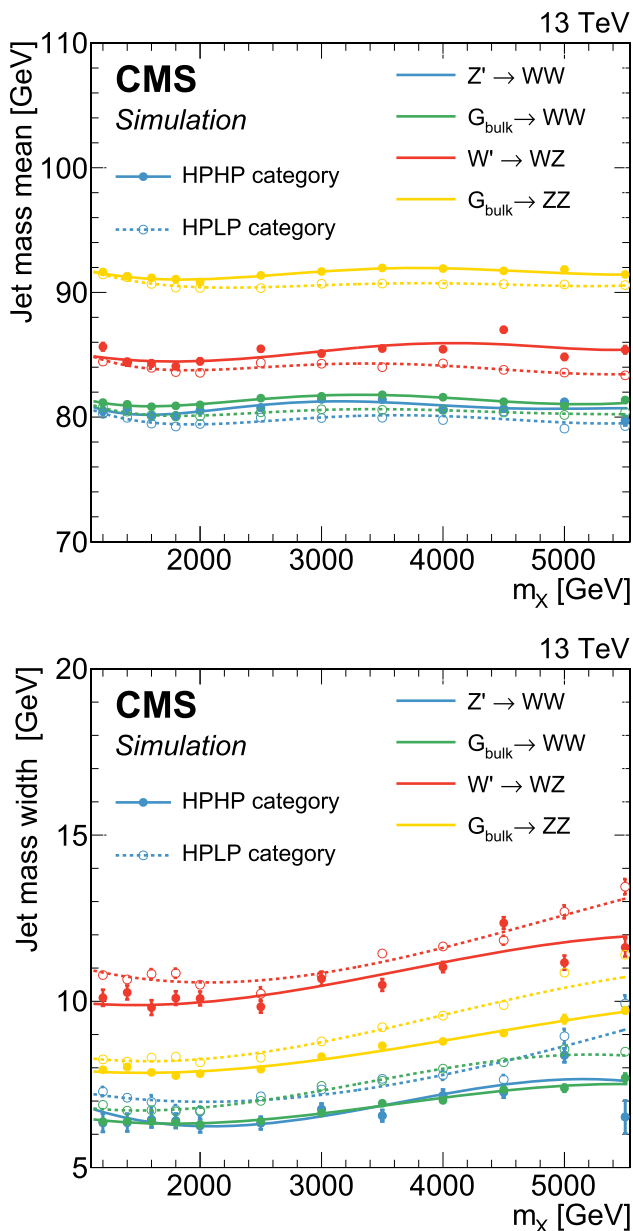 13 TeV
Jet mass mean [GeV]
110
100
90
80
70
CMS
Simulation
HPHP category
HPLP category
Z' → WW
G_bulk → WW
W' → WZ
G_bulk → ZZ
2000
3000
4000
5000
m_X [GeV]
13 TeV
Jet mass width [GeV]
20
15
10
5
CMS
Simulation
HPHP category
HPLP category
Z' → WW
G_bulk → WW
W' → WZ
G_bulk → ZZ
2000
3000
4000
5000
m_X [GeV]